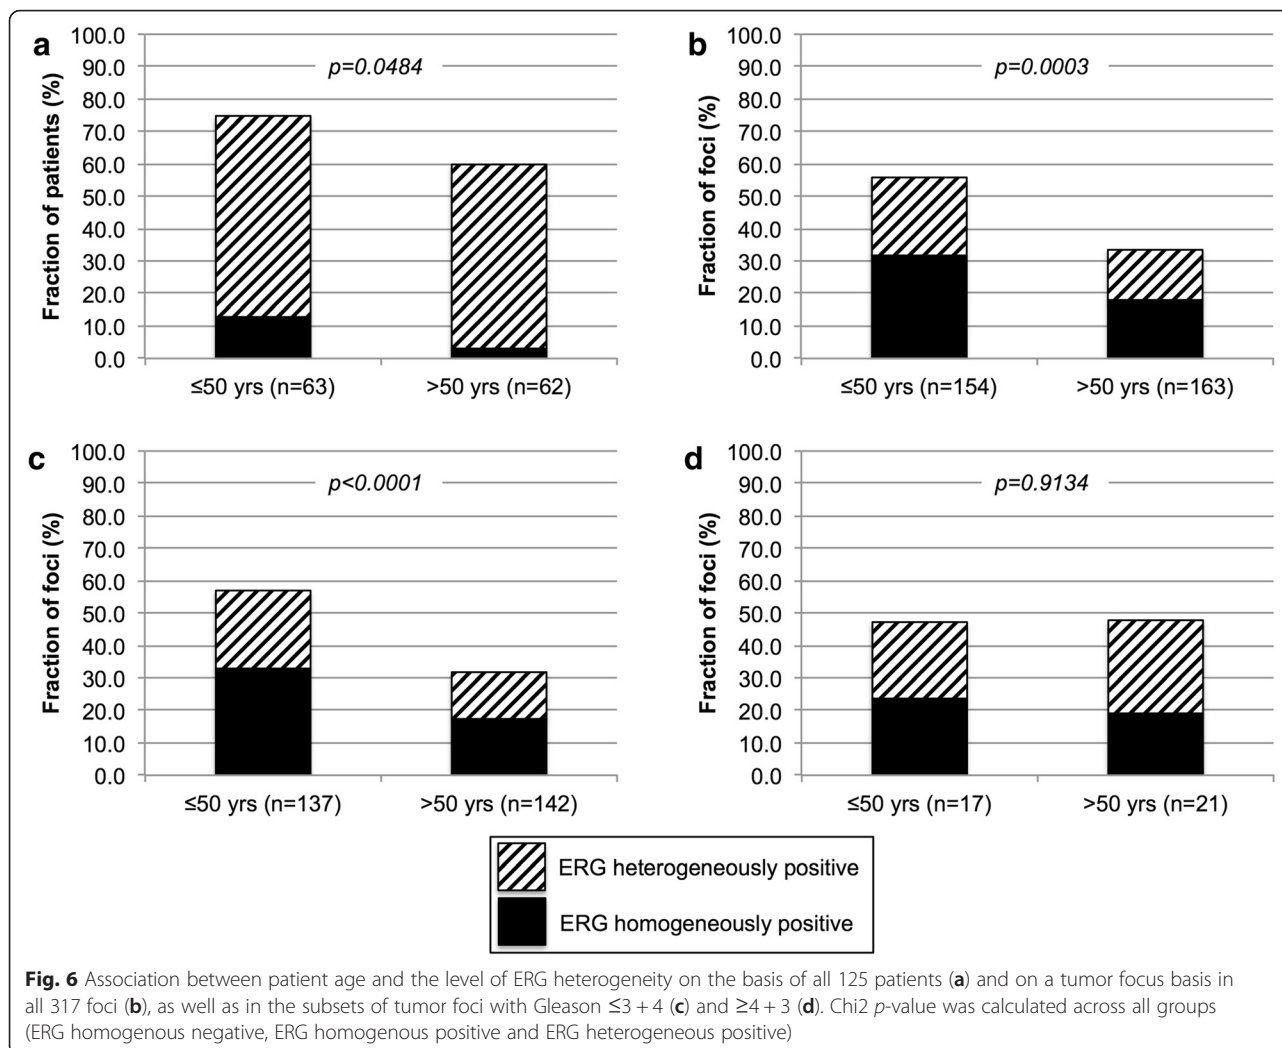 a
100.0
90.0
80.0
70.0
60.0
50.0
40.0
30.0
20.0
10.0
0.0
Fraction of patients (%)
p=0.0484
≤50 yrs (n=63)
>50 yrs (n=62)
b
100.0
90.0
80.0
70.0
60.0
50.0
40.0
30.0
20.0
10.0
0.0
Fraction of foci (%)
p=0.0003
≤50 yrs (n=154)
>50 yrs (n=163)
c
100.0
90.0
80.0
70.0
60.0
50.0
40.0
30.0
20.0
10.0
0.0
Fraction of foci (%)
p<0.0001
≤50 yrs (n=137)
>50 yrs (n=142)
d
100.0
90.0
80.0
70.0
60.0
50.0
40.0
30.0
20.0
10.0
0.0
Fraction of foci (%)
p=0.9134
≤50 yrs (n=17)
>50 yrs (n=21)
ERG heterogeneously positive
ERG homogeneously positive
Fig. 6 Association between patient age and the level of ERG heterogeneity on the basis of all 125 patients (a) and on a tumor focus basis in
all 317 foci (b), as well as in the subsets of tumor foci with Gleason ≤3 + 4 (c) and ≥4 + 3 (d). Chi2 p-value was calculated across all groups
(ERG homogenous negative, ERG homogenous positive and ERG heterogeneous positive)